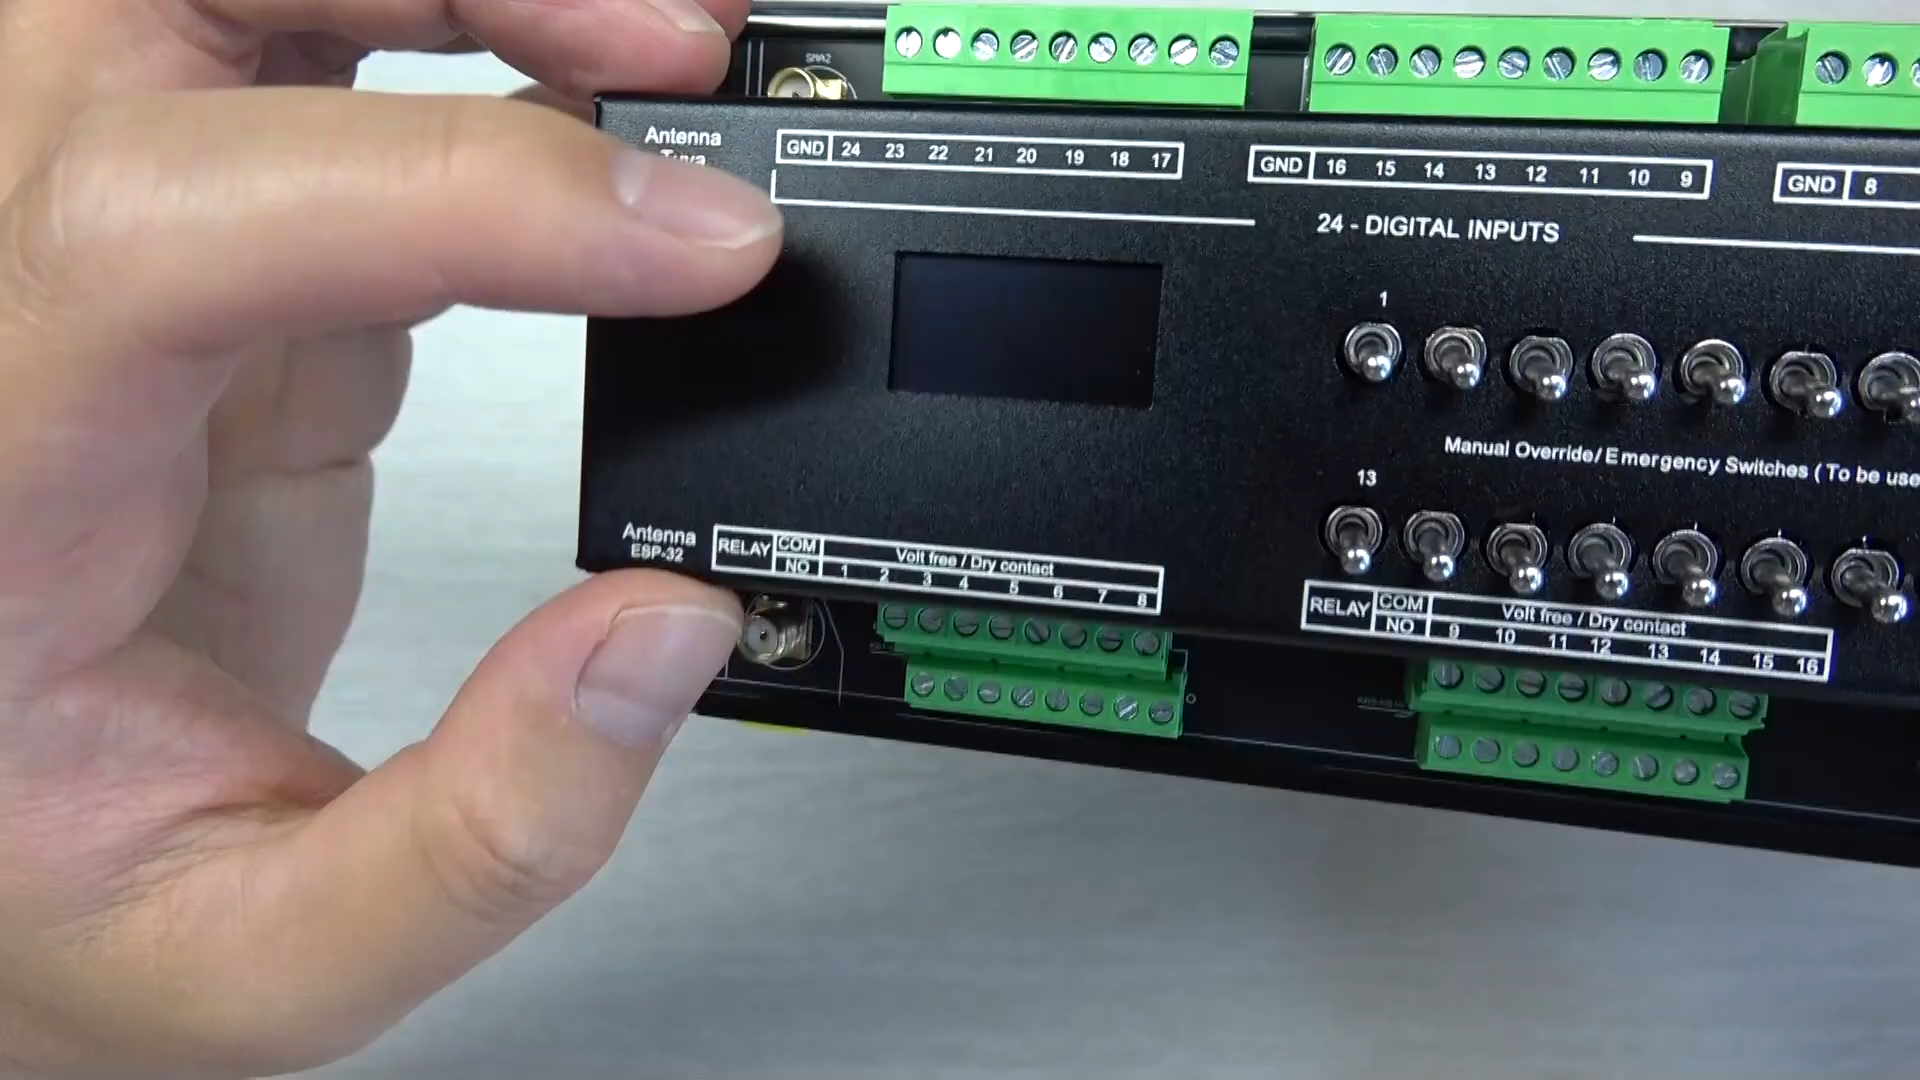 SMA2
Antenna
Tuya
GND 24 23 22 21 20 19 18 17
GND 16 15 14 13 12 11 10 9
GND 8
24 - DIGITAL INPUTS
1
Manual Override/Emergency Switches ( To be use
13
Antenna
ESP-32
RELAY COM NO Volt free / Dry contact
1 2 3 4 5 6 7 8
RELAY COM NO Volt free / Dry contact
9 10 11 12 13 14 15 16